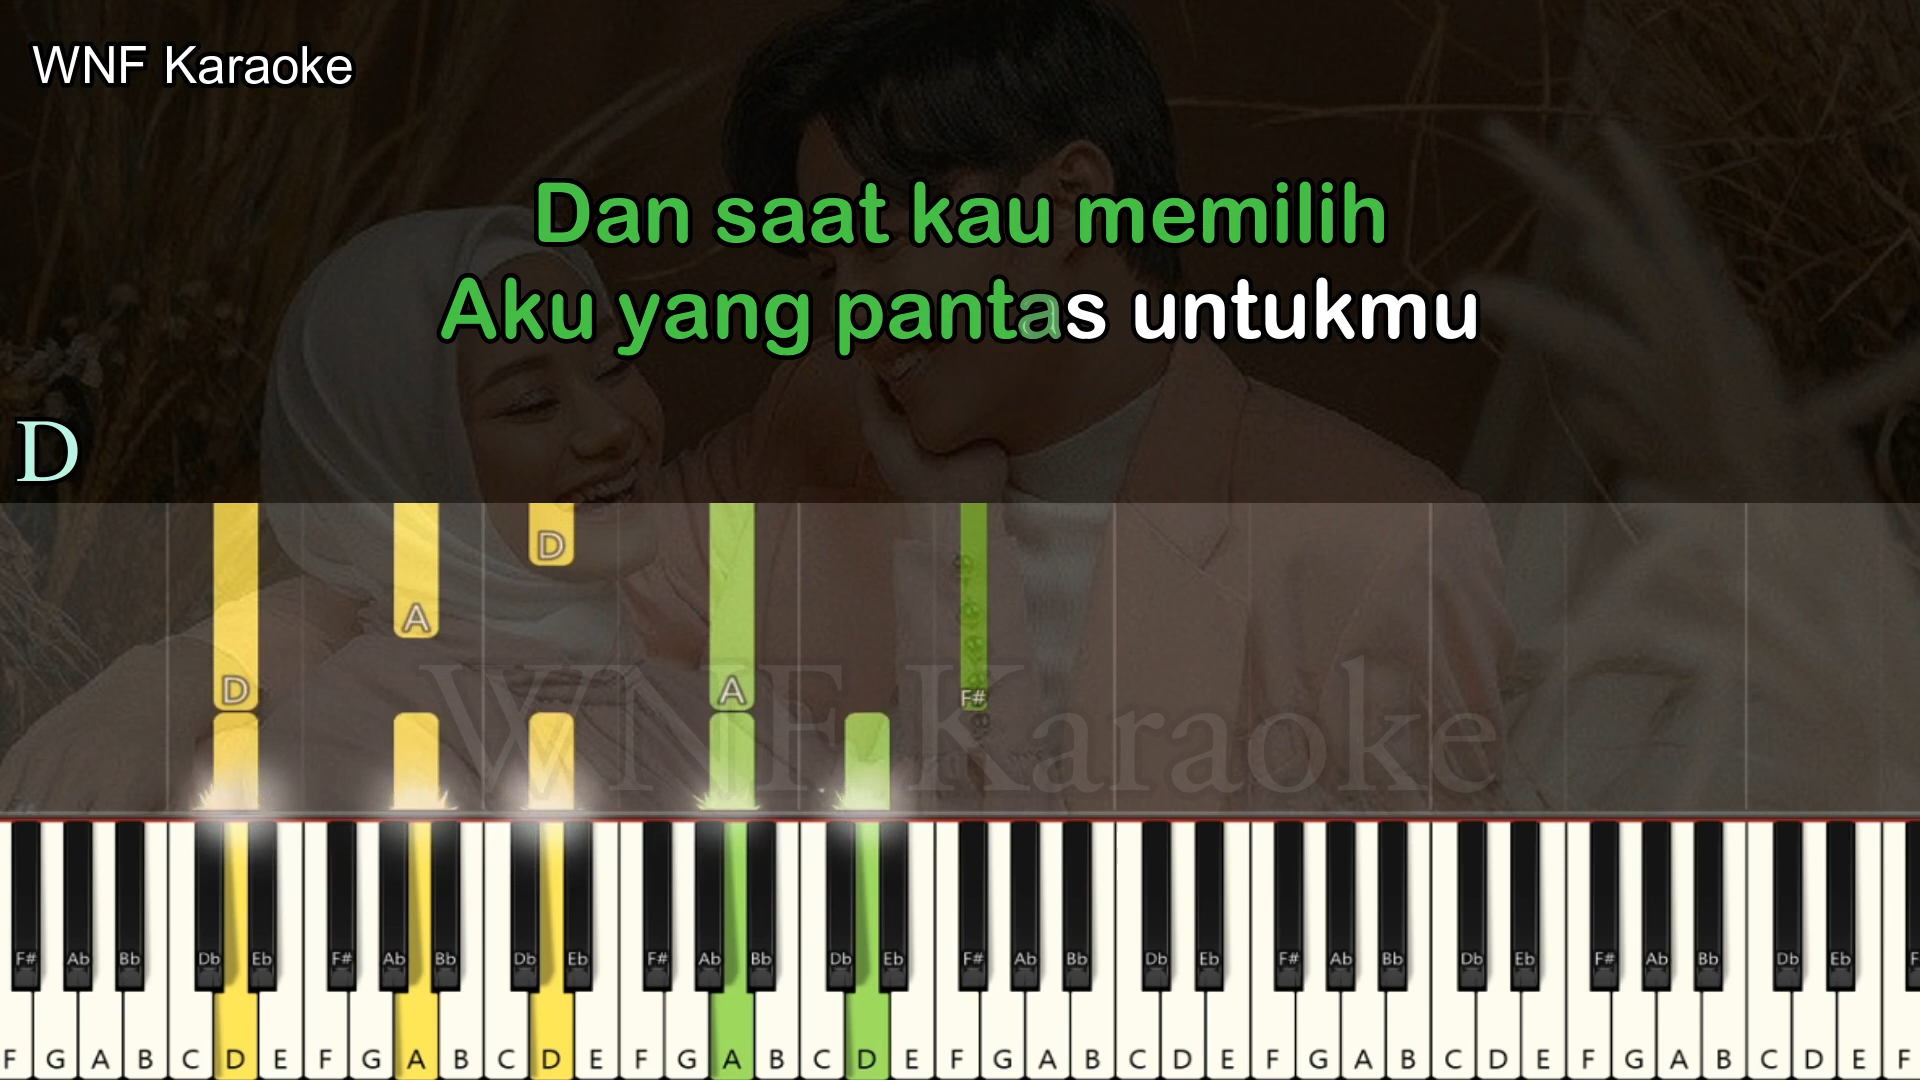 WNF Karaoke
Dan saat kau memilih
Aku yang pantas untukmu
D
D
A
D
A
F#
WNF Karaoke
F# Ab Bb Db Eb F# Ab Bb Db Eb F# Ab Bb Db Eb F# Ab Bb Db Eb F# Ab Bb Db Eb F# Ab Bb Db Eb F
F G A B C D E F G A B C D E F G A B C D E F G A B C D E F G A B C D E F G A B C D E F